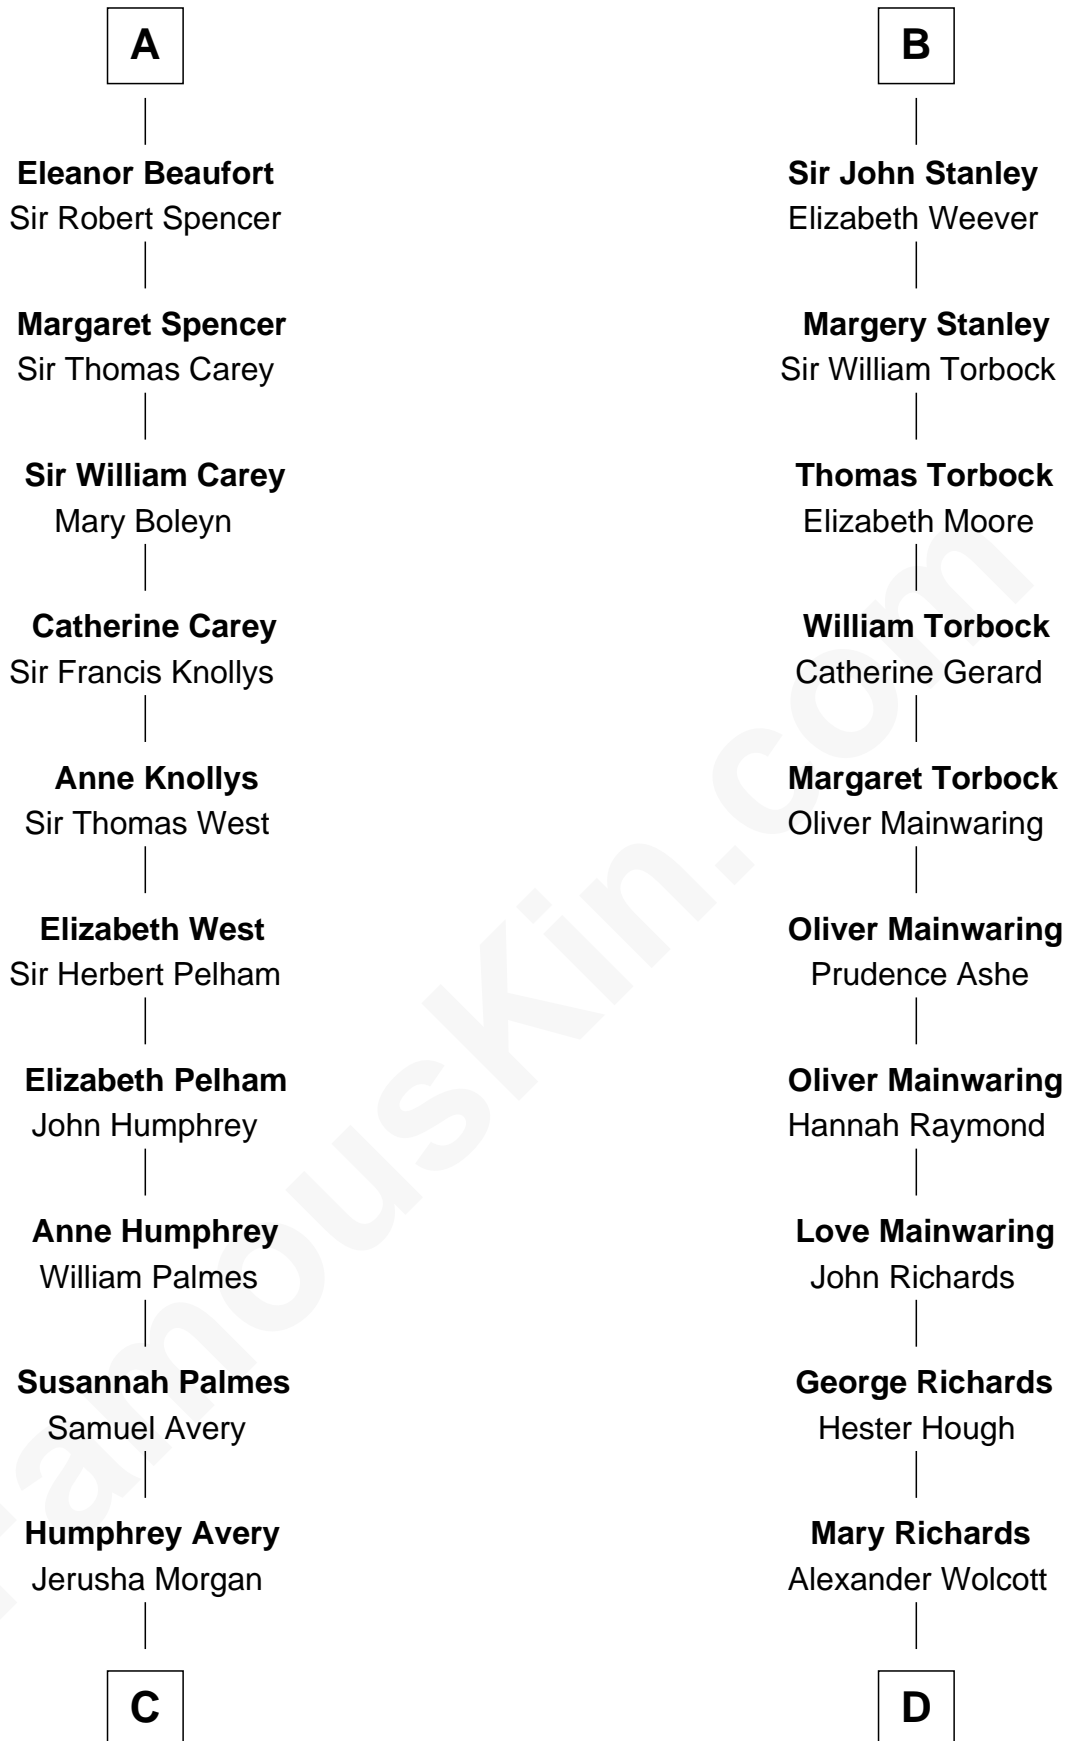 A
Eleanor Beaufort
Sir Robert Spencer
Margaret Spencer
Sir Thomas Carey
Sir William Carey
Mary Boleyn
Catherine Carey
Sir Francis Knollys
Anne Knollys
Sir Thomas West
Elizabeth West
Sir Herbert Pelham
Elizabeth Pelham
John Humphrey
Anne Humphrey
William Palmes
Susannah Palmes
Samuel Avery
Humphrey Avery
Jerusha Morgan
C
B
Sir John Stanley
Elizabeth Weever
Margery Stanley
Sir William Torbock
Thomas Torbock
Elizabeth Moore
William Torbock
Catherine Gerard
Margaret Torbock
Oliver Mainwaring
Oliver Mainwaring
Prudence Ashe
Oliver Mainwaring
Hannah Raymond
Love Mainwaring
John Richards
George Richards
Hester Hough
Mary Richards
Alexander Wolcott
D
FamousKin.com